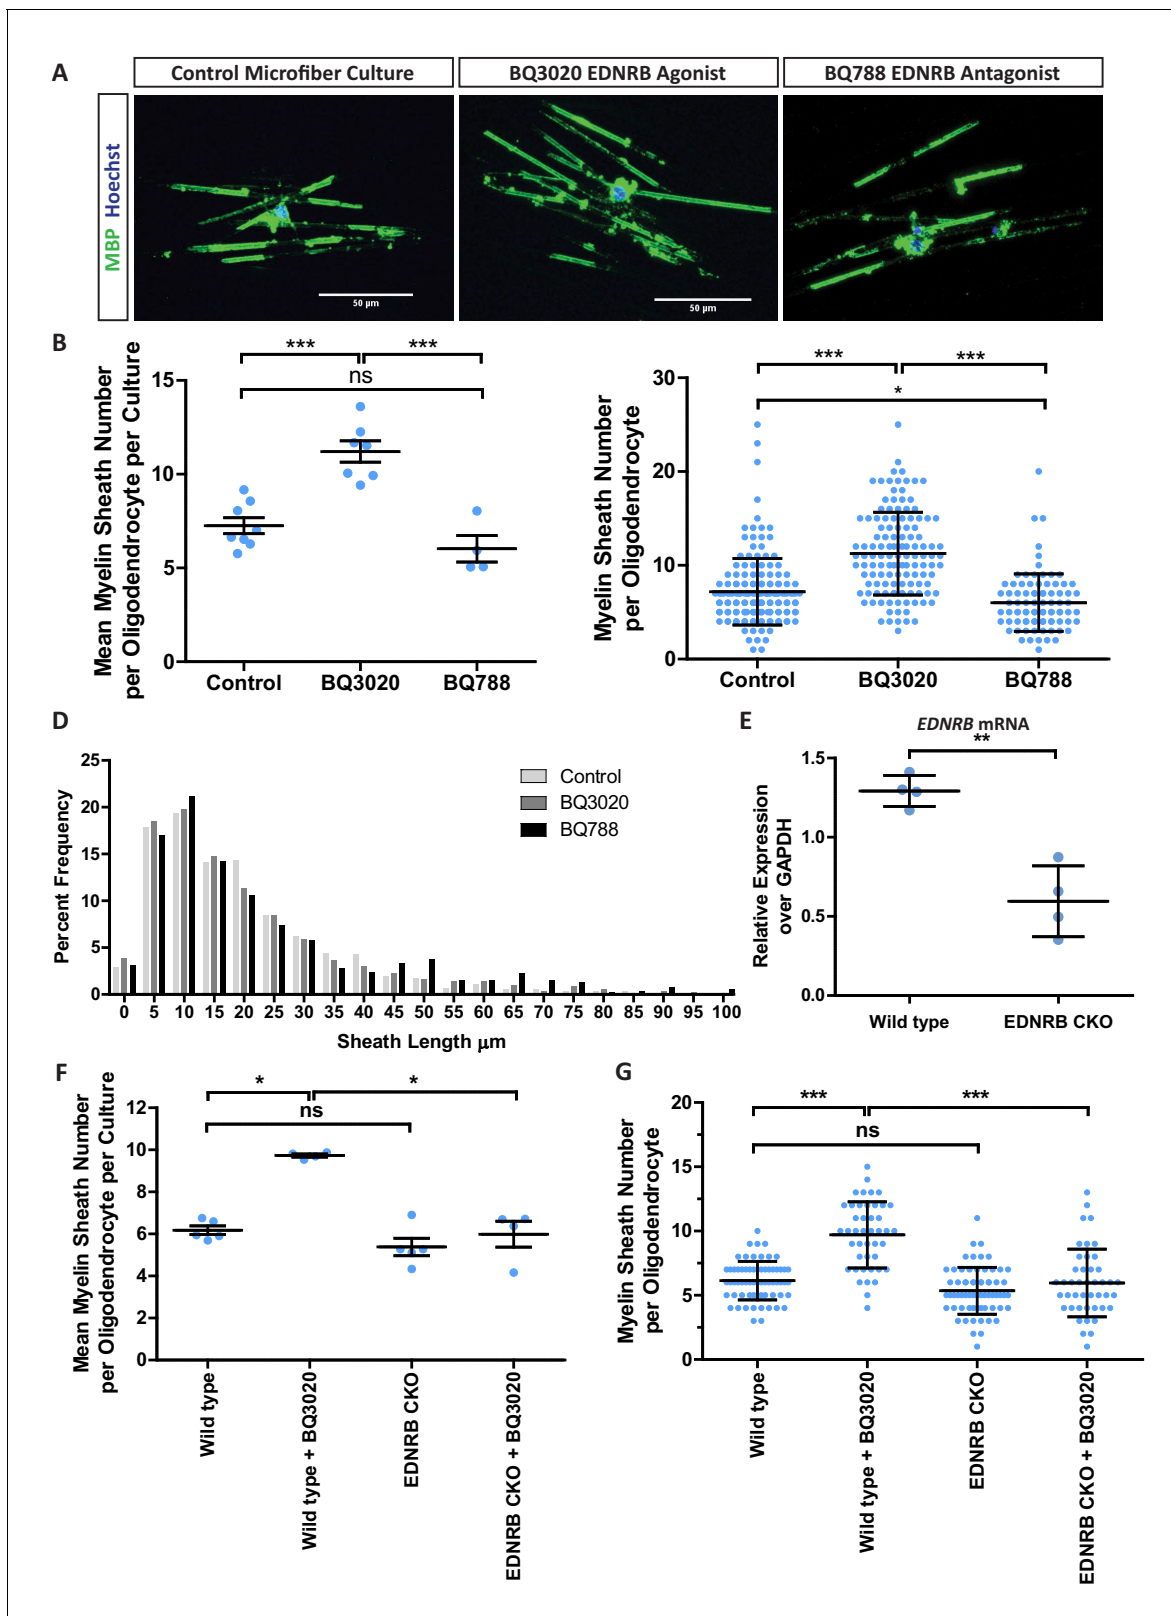 A
Control Microfiber Culture
BQ3020 EDNRB Agonist
BQ788 EDNRB Antagonist
MBP Hoechst
50 µm
50 µm
50 µm
B
Mean Myelin Sheath Number
per Oligodendrocyte per Culture
15
10
5
0
***
***
ns
Control
BQ3020
BQ788
Myelin Sheath Number
per Oligodendrocyte
30
20
10
0
***
***
*
Control
BQ3020
BQ788
D
Percent Frequency
25
20
15
10
5
0
Control
BQ3020
BQ788
0 5 10 15 20 25 30 35 40 45 50 55 60 65 70 75 80 85 90 95 100
Sheath Length µm
E
EDNRB mRNA
**
Relative Expression
over GAPDH
1.5
1.0
0.5
0.0
Wild type
EDNRB CKO
F
Mean Myelin Sheath Number
per Oligodendrocyte per Culture
12
10
8
6
4
2
0
*
*
ns
Wild type
Wild type + BQ3020
EDNRB CKO
EDNRB CKO + BQ3020
G
Myelin Sheath Number
per Oligodendrocyte
20
15
10
5
0
***
***
ns
Wild type
Wild type + BQ3020
EDNRB CKO
EDNRB CKO + BQ3020